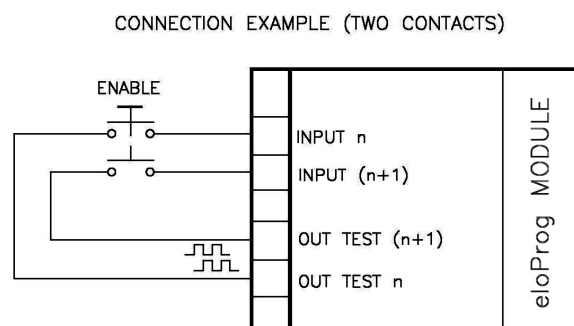 CONNECTION EXAMPLE (TWO CONTACTS)
ENABLE
INPUT n
INPUT (n+1)
OUT TEST (n+1)
OUT TEST n
eloProg MODULE